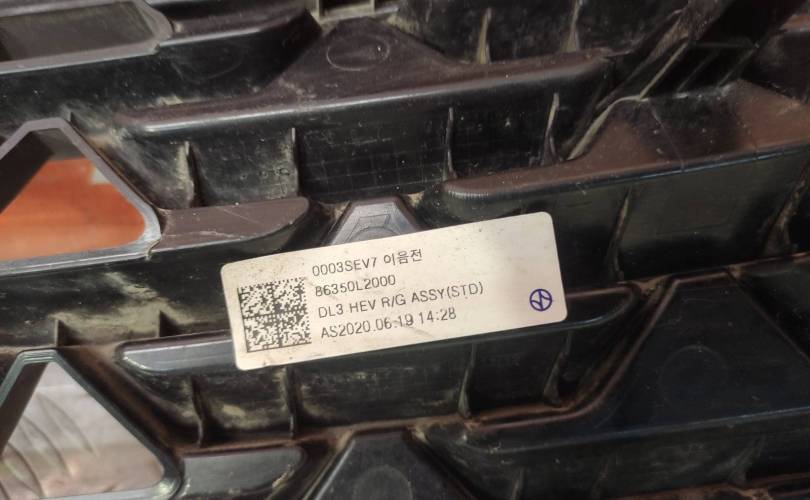 0003SEV7 이음전
86350L2000
DL3 HEV R/G ASSY(STD)
AS2020.06.19 14:28